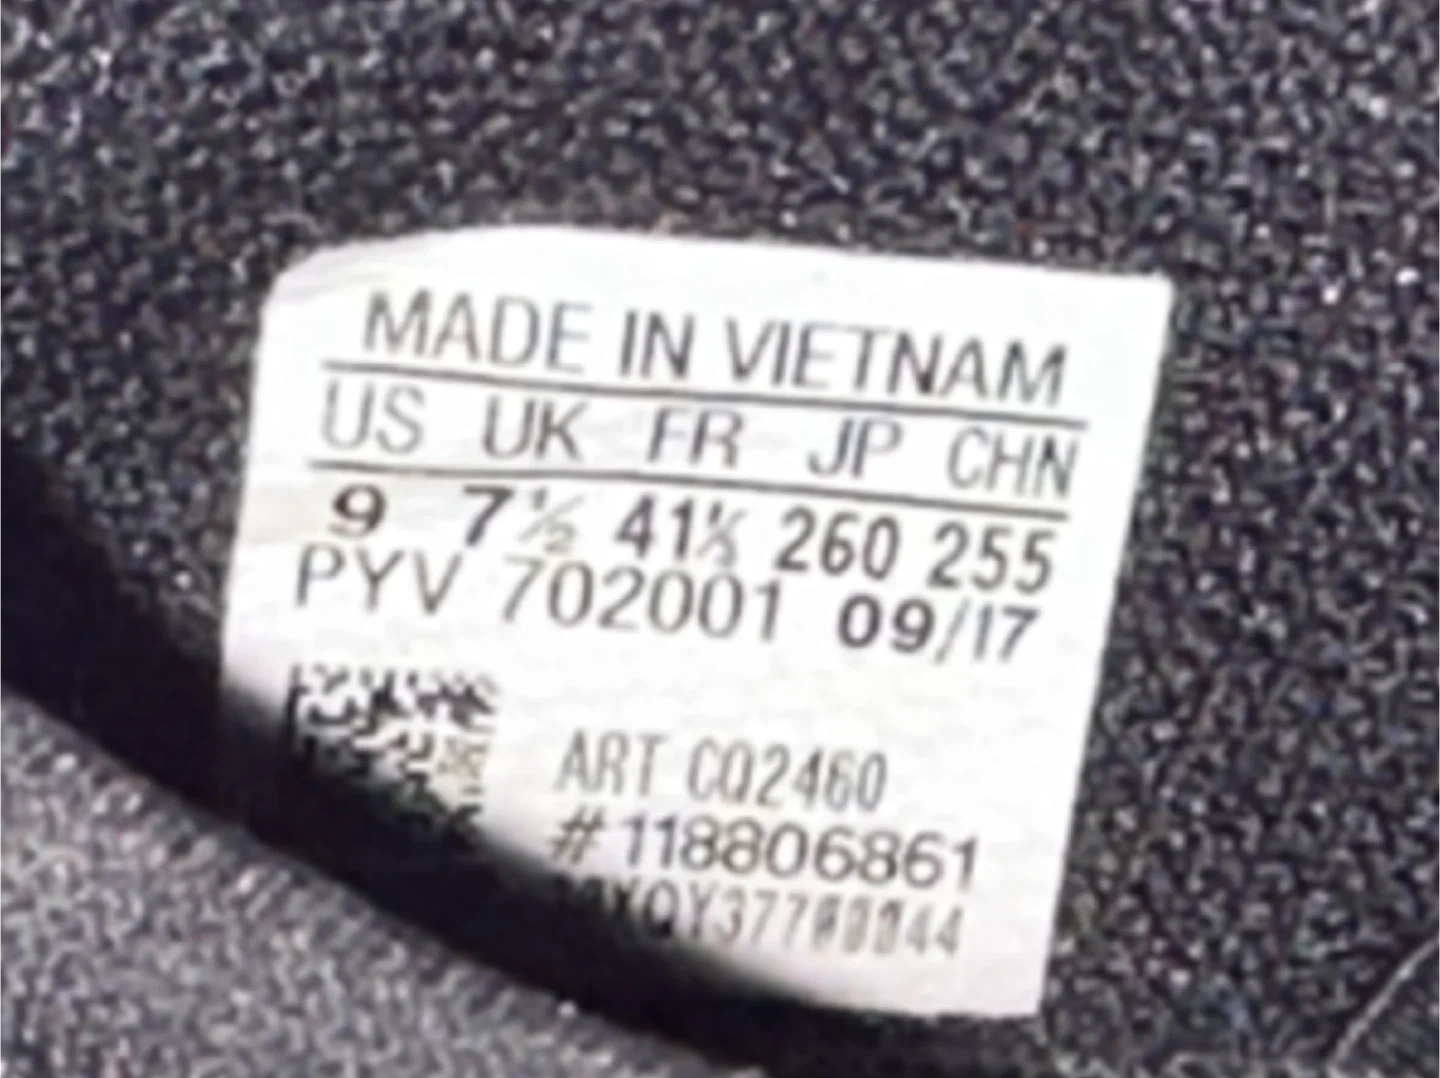 MADE IN VIETNAM
US UK FR JP CHN
9 7½ 41⅓ 260 255
PYV 702001 09/17
ART CQ2460
#118806861